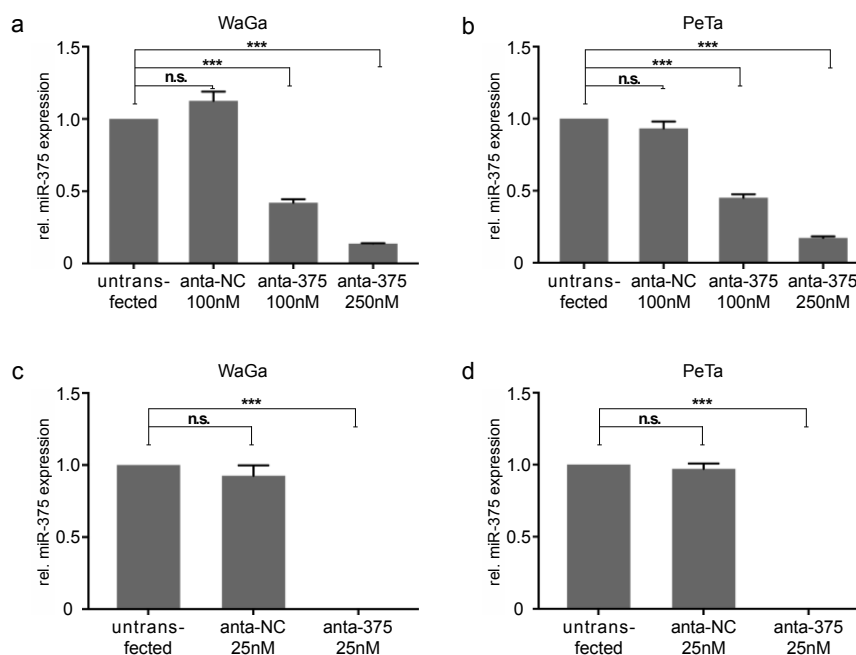 a
WaGa
rel. miR-375 expression
1.5
1.0
0.5
0
***
***
n.s.
untrans-
fected
anta-NC
100nM
anta-375
100nM
anta-375
250nM
b
PeTa
rel. miR-375 expression
1.5
1.0
0.5
0
***
***
n.s.
untrans-
fected
anta-NC
100nM
anta-375
100nM
anta-375
250nM
c
WaGa
rel. miR-375 expression
1.5
1.0
0.5
0
***
n.s.
untrans-
fected
anta-NC
25nM
anta-375
25nM
d
PeTa
rel. miR-375 expression
1.5
1.0
0.5
0
***
n.s.
untrans-
fected
anta-NC
25nM
anta-375
25nM